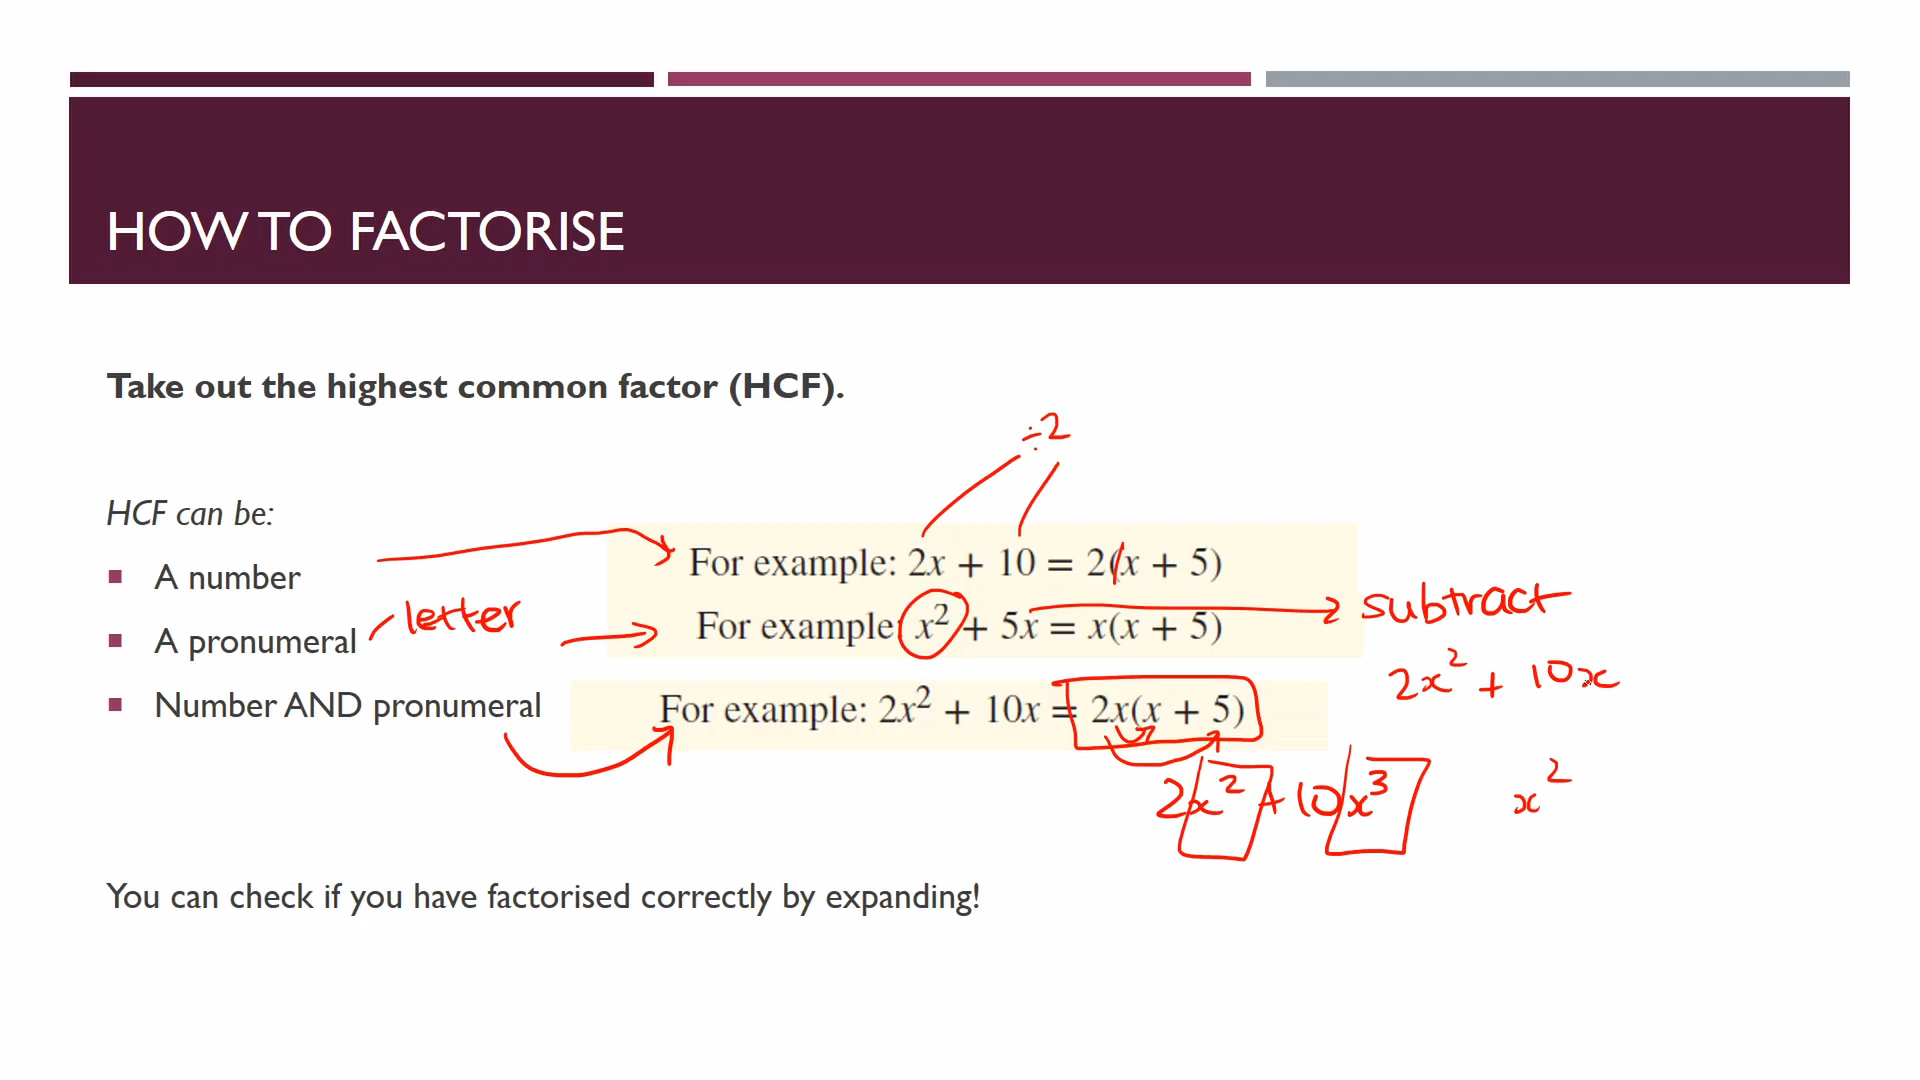 HOW TO FACTORISE
Take out the highest common factor (HCF).
÷2
HCF can be:
For example: 2x + 10 = 2(x + 5)
A number
letter
subtract
A pronumeral
For example: x² + 5x = x(x + 5)
2x² + 10x
Number AND pronumeral
For example: 2x² + 10x = 2x(x + 5)
2x² + 10x³
x²
You can check if you have factorised correctly by expanding!